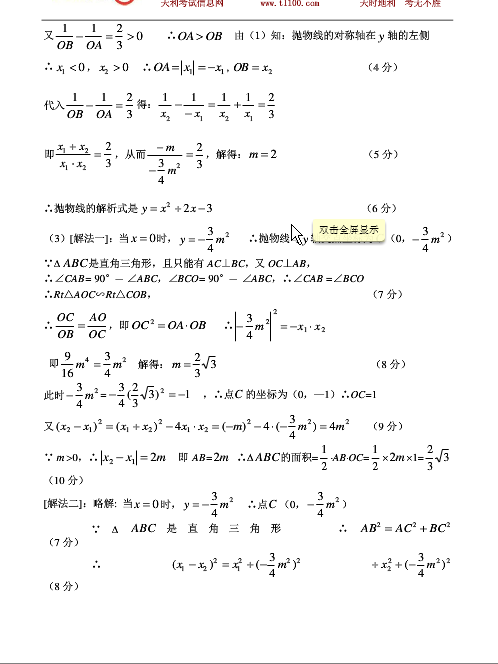 天利考试信息网 www.tl100.com 天时地利 考无不胜
又 1/OB − 1/OA = 2/3 > 0 ∴OA>OB 由（1）知：抛物线的对称轴在 y 轴的左侧
∴ x₁ < 0，x₂ > 0 ∴OA=|x₁| = −x₁，OB = x₂ （4 分）
代入 1/OB − 1/OA = 2/3 得：1/x₂ − 1/(−x₁) = 1/x₂ + 1/x₁ = 2/3
即 (x₁ + x₂)/(x₁ · x₂) = 2/3，从而 −m/(−3/4 m²) = 2/3，解得：m = 2 （5 分）
∴抛物线的解析式是 y = x² + 2x − 3 （6 分）
（3）[解法一]：当 x = 0时，y = −3/4 m² ∴抛物线 y （0，−3/4 m²）
双击全屏显示
∵Δ ABC是直角三角形，且只能有 AC⊥BC，又 OC⊥AB，
∴∠CAB= 90° － ∠ABC，∠BCO= 90° － ∠ABC，∴∠CAB =∠BCO
∴Rt△AOC∽Rt△COB， （7 分）
∴ OC/OB = AO/OC，即 OC² = OA · OB ∴|−3/4 m²|² = −x₁ · x₂
即 9/16 m⁴ = 3/4 m² 解得：m = 2/3 √3 （8 分）
此时 −3/4 m² = −3/4 (2/3 √3)² = −1 ，∴点C 的坐标为（0，—1）∴OC=1
又 (x₂ − x₁)² = (x₁ + x₂)² − 4x₁ · x₂ = (−m)² − 4 · (−3/4 m²) = 4m² （9 分）
∵ m >0，∴|x₂ − x₁| = 2m 即 AB= 2m ∴Δ ABC的面积= 1/2 ·AB·OC= 1/2 × 2m ×1= 2/3 √3
（10 分）
[解法二]：略解：当 x = 0时，y = −3/4 m² ∴点C（0，−3/4 m²）
∵ Δ ABC 是 直 角 三 角 形 ∴ AB² = AC² + BC²
（7 分）
∴ (x₁ − x₂)² = x₁² + (−3/4 m²)² + x₂² + (−3/4 m²)²
（8 分）